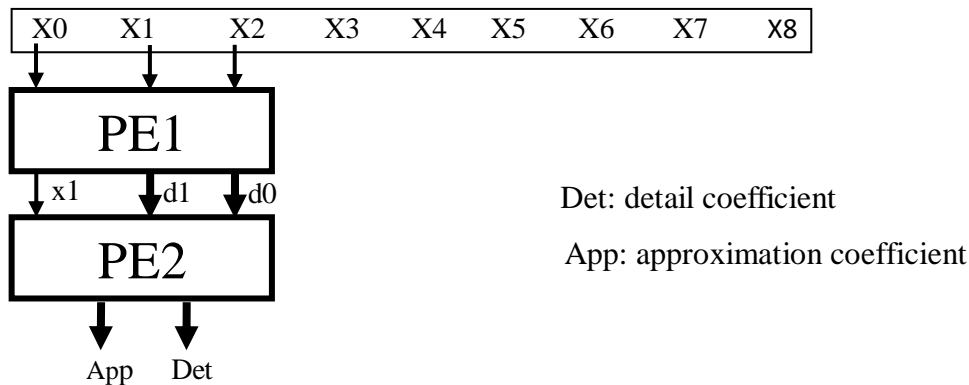 X0 X1 X2 X3 X4 X5 X6 X7 X8
PE1
x1 d1 d0
PE2
App Det
Det: detail coefficient
App: approximation coefficient